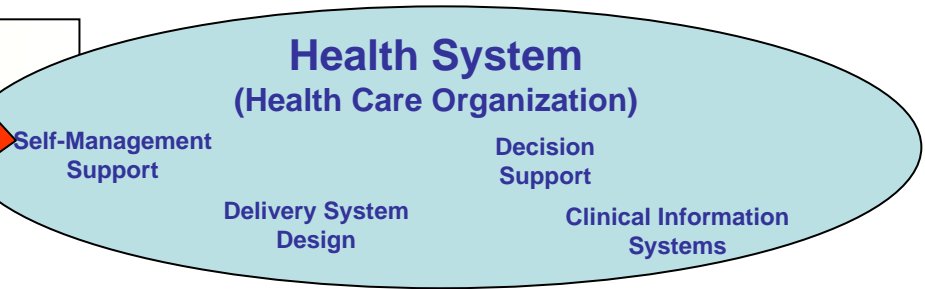 Health System
(Health Care Organization)
Self-Management
Support
Decision
Support
Delivery System
Design
Clinical Information
Systems